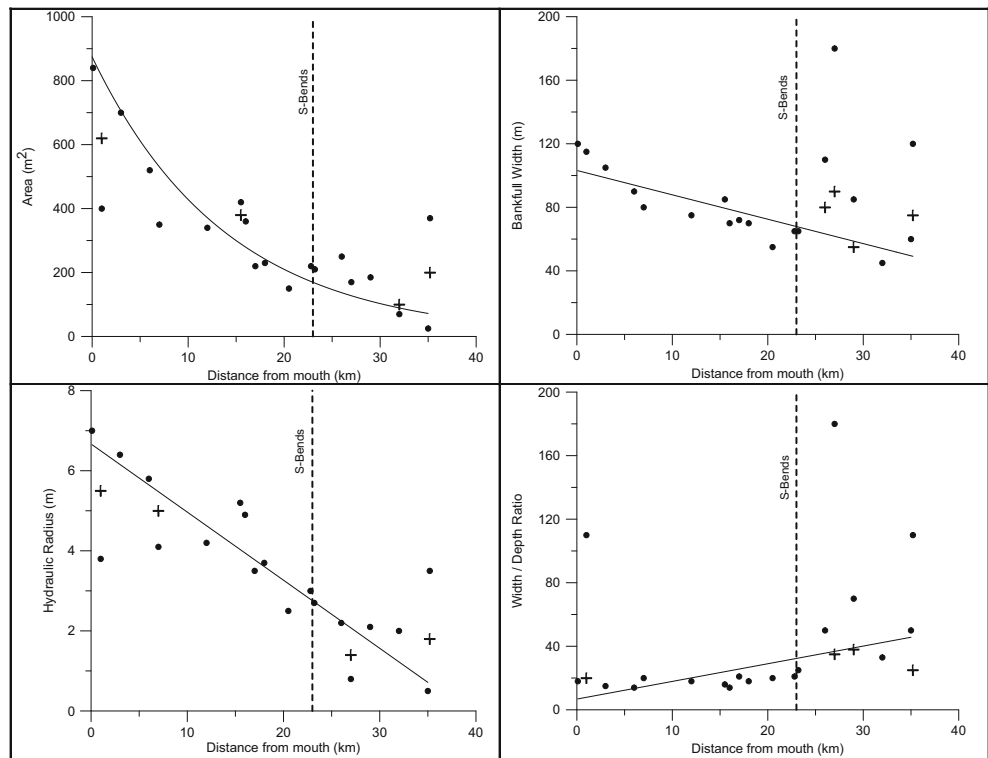 1000
800
600
400
200
0
Area (m²)
S-Bends
0 10 20 30 40
Distance from mouth (km)
200
160
120
80
40
0
Bankfull Width (m)
S-Bends
0 10 20 30 40
Distance from mouth (km)
8
6
4
2
0
Hydraulic Radius (m)
S-Bends
0 10 20 30 40
Distance from mouth (km)
200
160
120
80
40
0
Width / Depth Ratio
S-Bends
0 10 20 30 40
Distance from mouth (km)